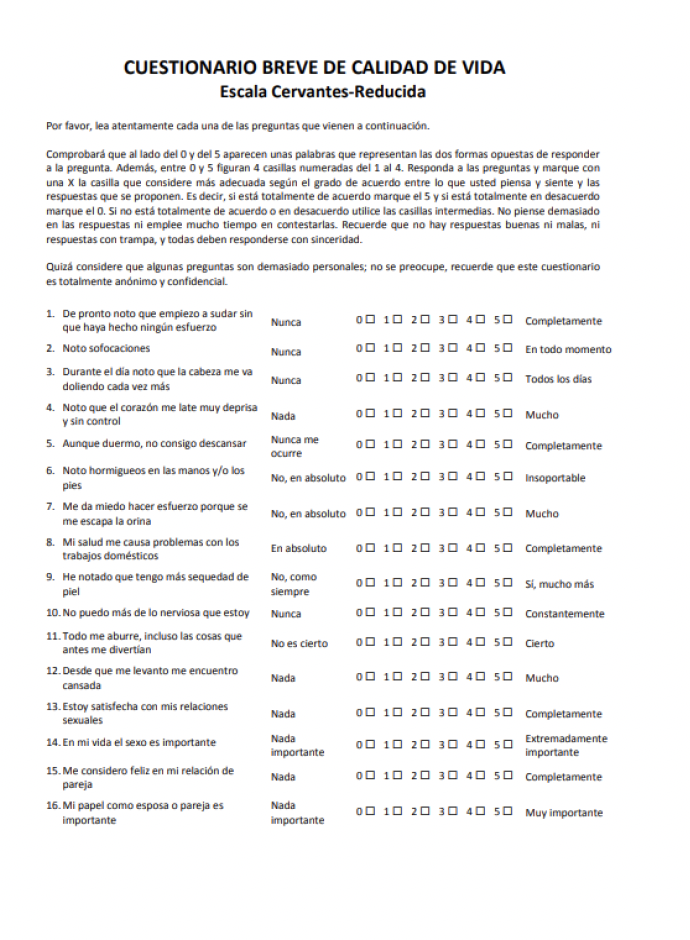 CUESTIONARIO BREVE DE CALIDAD DE VIDA
Escala Cervantes-Reducida
Por favor, lea atentamente cada una de las preguntas que vienen a continuación.
Comprobará que al lado del 0 y del 5 aparecen unas palabras que representan las dos formas opuestas de responder
a la pregunta. Además, entre 0 y 5 figuran 4 casillas numeradas del 1 al 4. Responda a las preguntas y marque con
una X la casilla que considere más adecuada según el grado de acuerdo entre lo que usted piensa y siente y las
respuestas que se proponen. Es decir, si está totalmente de acuerdo marque el 5 y si está totalmente en desacuerdo
marque el 0. Si no está totalmente de acuerdo o en desacuerdo utilice las casillas intermedias. No piense demasiado
en las respuestas ni emplee mucho tiempo en contestarlas. Recuerde que no hay respuestas buenas ni malas, ni
respuestas con trampa, y todas deben responderse con sinceridad.
Quizá considere que algunas preguntas son demasiado personales; no se preocupe, recuerde que este cuestionario
es totalmente anónimo y confidencial.
1. De pronto noto que empiezo a sudar sin
que haya hecho ningún esfuerzo
Nunca 0 ☐ 1 ☐ 2 ☐ 3 ☐ 4 ☐ 5 ☐ Completamente
2. Noto sofocaciones Nunca 0 ☐ 1 ☐ 2 ☐ 3 ☐ 4 ☐ 5 ☐ En todo momento
3. Durante el día noto que la cabeza me va
doliendo cada vez más
Nunca 0 ☐ 1 ☐ 2 ☐ 3 ☐ 4 ☐ 5 ☐ Todos los días
4. Noto que el corazón me late muy deprisa
y sin control
Nada 0 ☐ 1 ☐ 2 ☐ 3 ☐ 4 ☐ 5 ☐ Mucho
5. Aunque duermo, no consigo descansar
Nunca me
ocurre
0 ☐ 1 ☐ 2 ☐ 3 ☐ 4 ☐ 5 ☐ Completamente
6. Noto hormigueos en las manos y/o los
pies
No, en absoluto 0 ☐ 1 ☐ 2 ☐ 3 ☐ 4 ☐ 5 ☐ Insoportable
7. Me da miedo hacer esfuerzo porque se
me escapa la orina
No, en absoluto 0 ☐ 1 ☐ 2 ☐ 3 ☐ 4 ☐ 5 ☐ Mucho
8. Mi salud me causa problemas con los
trabajos domésticos
En absoluto 0 ☐ 1 ☐ 2 ☐ 3 ☐ 4 ☐ 5 ☐ Completamente
9. He notado que tengo más sequedad de
piel
No, como
siempre
0 ☐ 1 ☐ 2 ☐ 3 ☐ 4 ☐ 5 ☐ Sí, mucho más
10. No puedo más de lo nerviosa que estoy Nunca 0 ☐ 1 ☐ 2 ☐ 3 ☐ 4 ☐ 5 ☐ Constantemente
11. Todo me aburre, incluso las cosas que
antes me divertían
No es cierto 0 ☐ 1 ☐ 2 ☐ 3 ☐ 4 ☐ 5 ☐ Cierto
12. Desde que me levanto me encuentro
cansada
Nada 0 ☐ 1 ☐ 2 ☐ 3 ☐ 4 ☐ 5 ☐ Mucho
13. Estoy satisfecha con mis relaciones
sexuales
Nada 0 ☐ 1 ☐ 2 ☐ 3 ☐ 4 ☐ 5 ☐ Completamente
14. En mi vida el sexo es importante
Nada
importante
0 ☐ 1 ☐ 2 ☐ 3 ☐ 4 ☐ 5 ☐
Extremadamente
importante
15. Me considero feliz en mi relación de
pareja
Nada 0 ☐ 1 ☐ 2 ☐ 3 ☐ 4 ☐ 5 ☐ Completamente
16. Mi papel como esposa o pareja es
importante
Nada
importante
0 ☐ 1 ☐ 2 ☐ 3 ☐ 4 ☐ 5 ☐ Muy importante